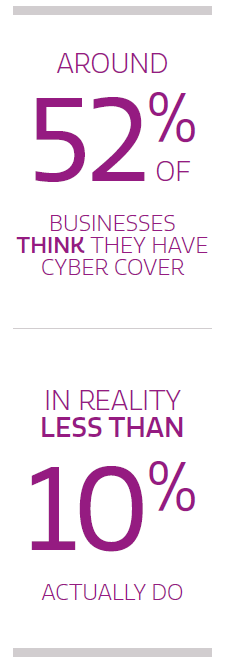 AROUND
52%
OF
BUSINESSES
THINK THEY HAVE
CYBER COVER
IN REALITY
LESS THAN
10%
ACTUALLY DO